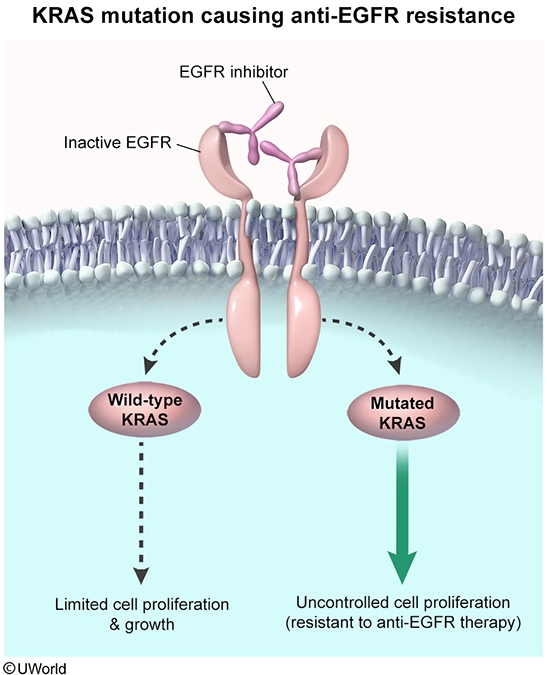 KRAS mutation causing anti-EGFR resistance
EGFR inhibitor
Inactive EGFR
Wild-type
KRAS
Mutated
KRAS
Limited cell proliferation
& growth
Uncontrolled cell proliferation
(resistant to anti-EGFR therapy)
©UWorld